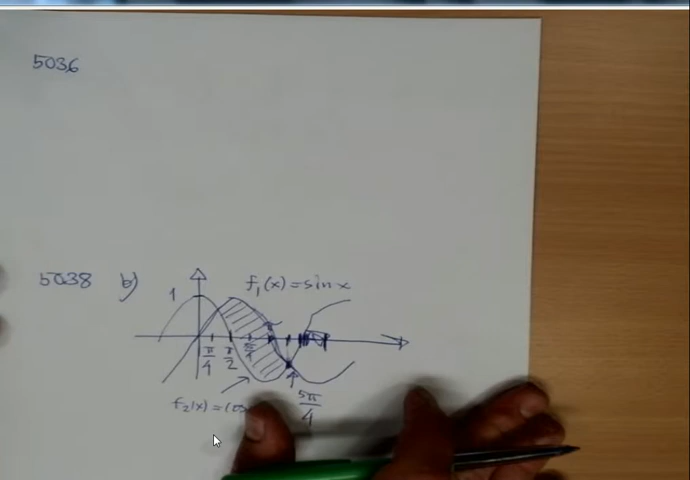 5036
5038 b)
f₁(x) = sin x
1
π/4 π/2
5π/4
f₂(x) = cos